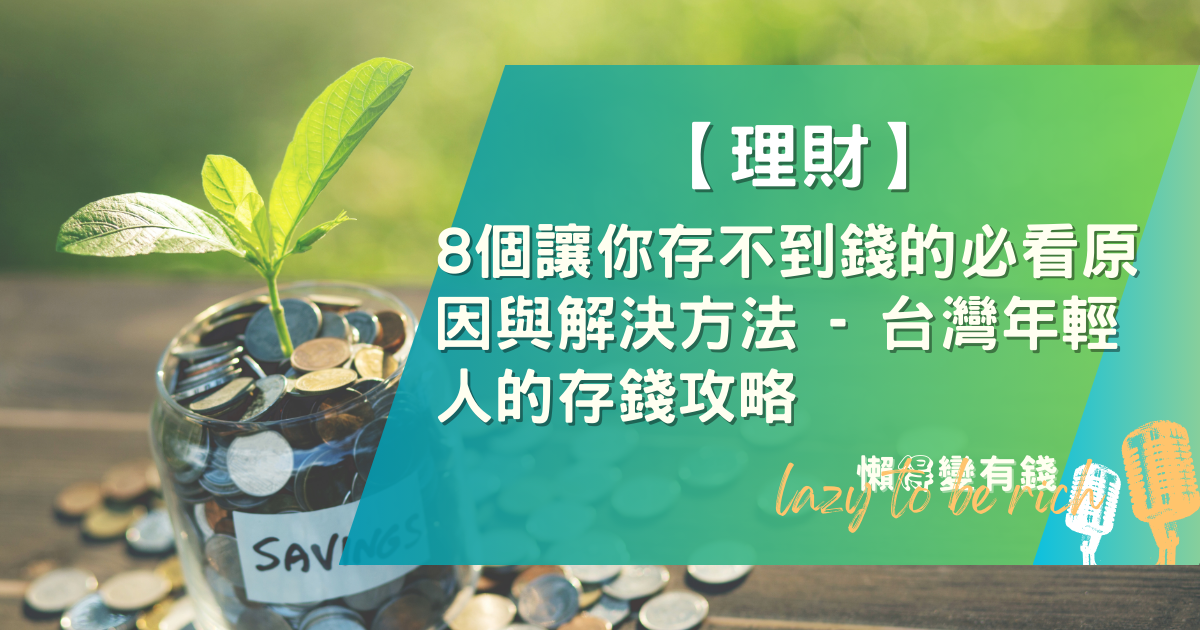 【理財】
8個讓你存不到錢的必看原
因與解決方法 - 台灣年輕
人的存錢攻略
懶得變有錢
lazy to be rich
SAVINGS